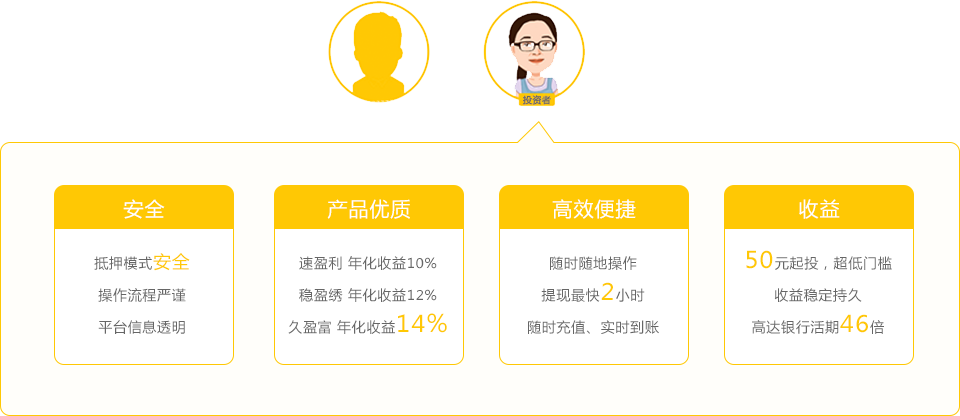 投资者
安全
抵押模式安全
操作流程严谨
平台信息透明
产品优质
速盈利 年化收益10%
稳盈绣 年化收益12%
久盈富 年化收益14%
高效便捷
随时随地操作
提现最快2小时
随时充值、实时到账
收益
50元起投，超低门槛
收益稳定持久
高达银行活期46倍